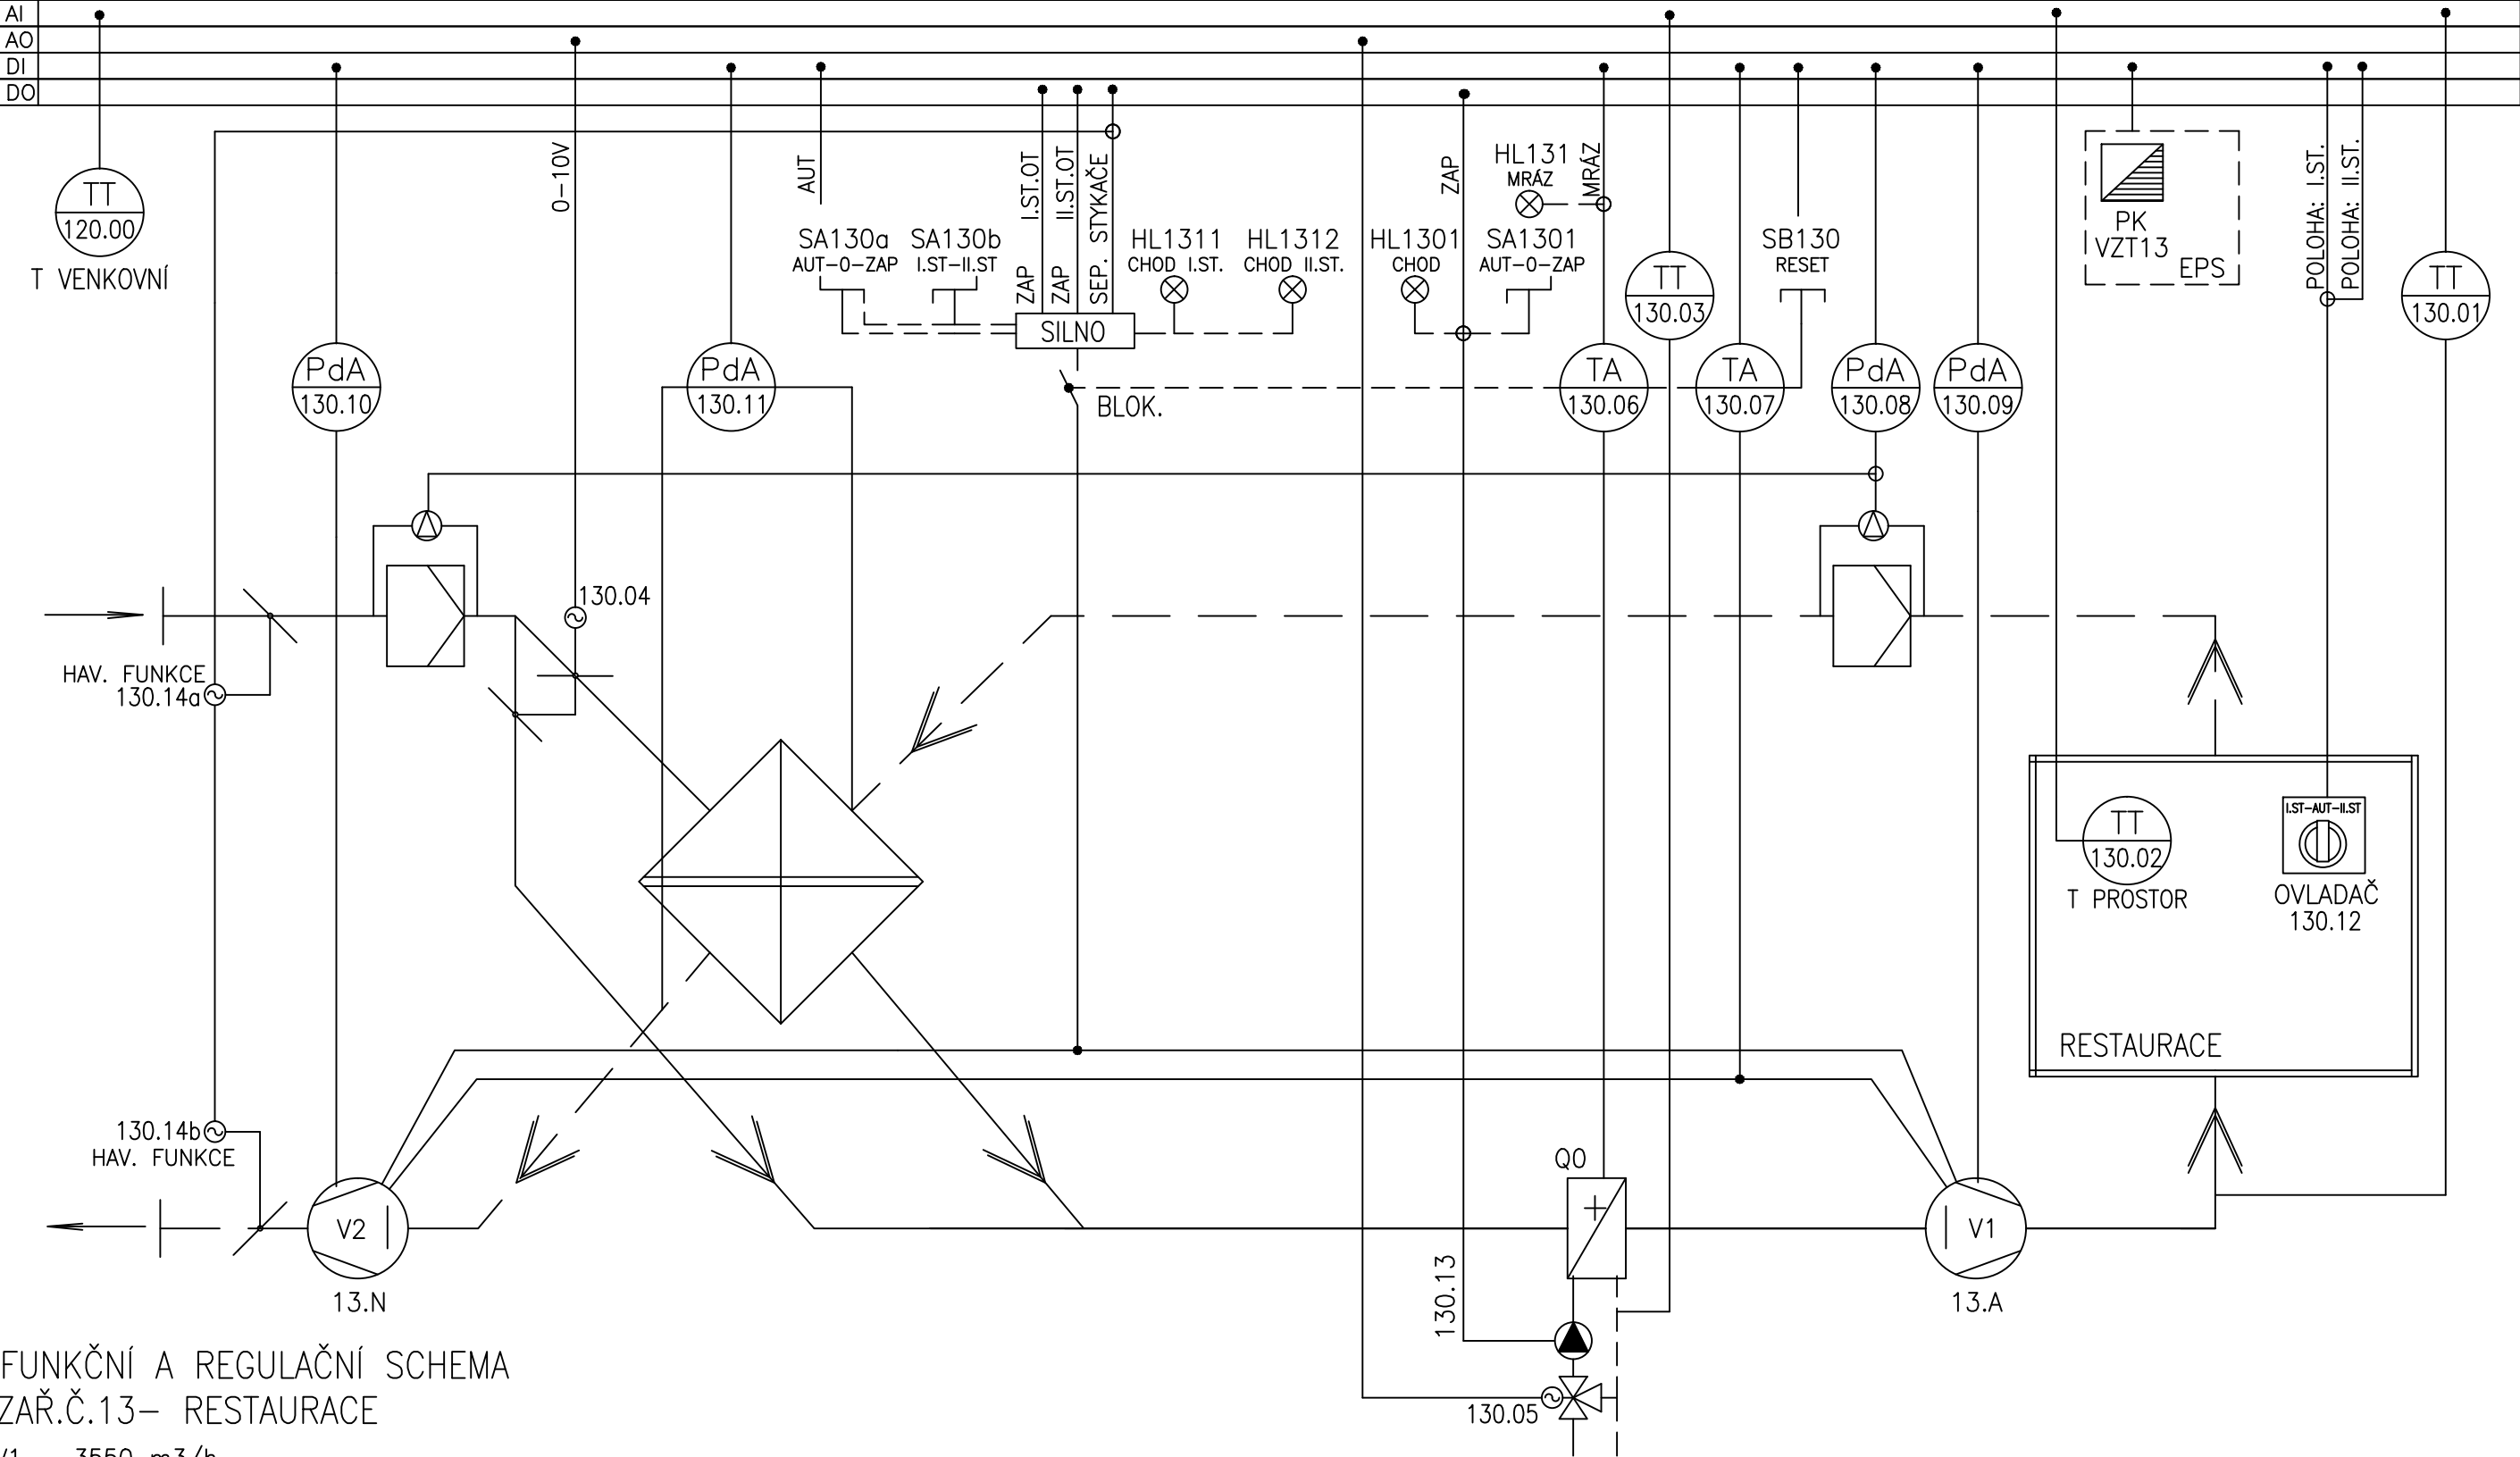 AI
AO
DI
DO
TT
120.00
T VENKOVNÍ
PdA
130.10
0-10V
PdA
130.11
AUT
SA130a
AUT-0-ZAP
SA130b
I.ST-II.ST
ZAP I.ST.OT
ZAP II.ST.OT
SEP. STYKAČE
SILNO
BLOK.
HL1311
CHOD I.ST.
HL1312
CHOD II.ST.
HL1301
CHOD
ZAP
SA1301
AUT-0-ZAP
HL131
MRÁZ
MRÁZ
TT
130.03
TA
130.06
TA
130.07
SB130
RESET
PdA
130.08
PdA
130.09
PK
VZT13
EPS
POLOHA: I.ST.
POLOHA: II.ST.
TT
130.01
130.04
HAV. FUNKCE
130.14a
TT
130.02
T PROSTOR
I.ST-AUT-II.ST
OVLADAČ
130.12
RESTAURACE
130.14b
HAV. FUNKCE
V2
13.N
Q0
+
V1
13.A
130.13
130.05
FUNKČNÍ A REGULAČNÍ SCHEMA
ZAŘ.Č.13- RESTAURACE
V1 3550 m3/h